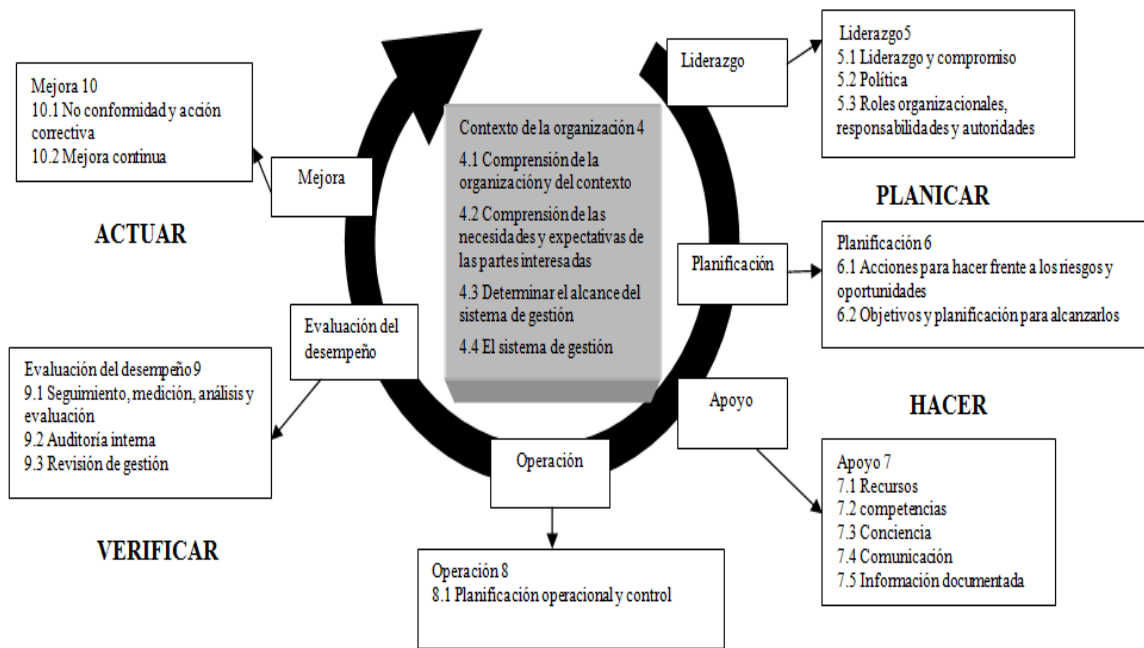 Liderazgo
Liderazgo5
5.1 Liderazgo y compromiso
5.2 Política
5.3 Roles organizacionales,
responsabilidades y autoridades
PLANICAR
Mejora 10
10.1 No conformidad y acción
correctiva
10.2 Mejora continua
Mejora
ACTUAR
Contexto de la organización 4
4.1 Comprensión de la
organización y del contexto
4.2 Comprensión de las
necesidades y expectativas de
las partes interesadas
4.3 Determinar el alcance del
sistema de gestión
4.4 El sistema de gestión
Planificación
Planificación 6
6.1 Acciones para hacer frente a los riesgos y
oportunidades
6.2 Objetivos y planificación para alcanzarlos
Evaluación del
desempeño
Evaluación del desempeño 9
9.1 Seguimiento, medición, análisis y
evaluación
9.2 Auditoría interna
9.3 Revisión de gestión
VERIFICAR
Apoyo
HACER
Apoyo 7
7.1 Recursos
7.2 competencias
7.3 Conciencia
7.4 Comunicación
7.5 Información documentada
Operación
Operación 8
8.1 Planificación operacional y control